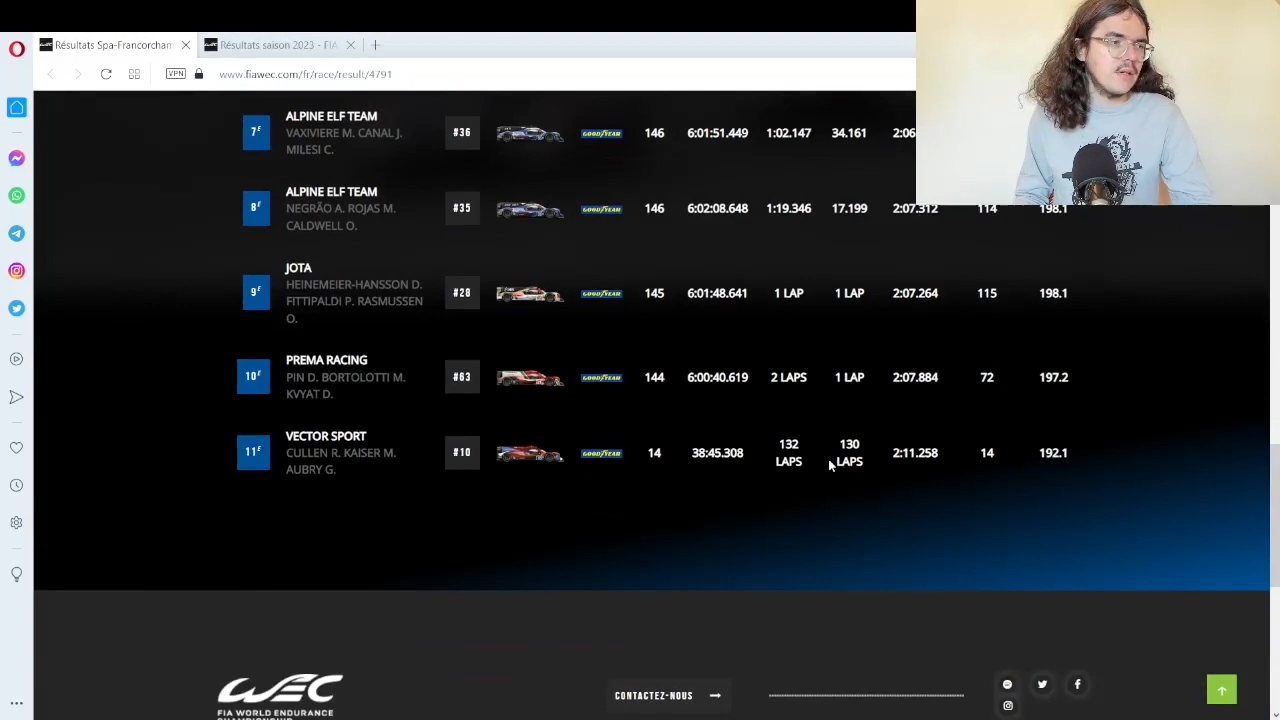 Résultats Spa-Francorcham
Résultats saison 2023 - FIA
VPN
www.fiawec.com/fr/race/result/4791
7E ALPINE ELF TEAM
VAXIVIERE M. CANAL J.
MILESI C.
#36 GOODYEAR 146 6:01:51.449 1:02.147 34.161 2:06
8E ALPINE ELF TEAM
NEGRÃO A. ROJAS M.
CALDWELL O.
#35 GOODYEAR 146 6:02:08.648 1:19.346 17.199 2:07.312 114 198.1
9E JOTA
HEINEMEIER-HANSSON D.
FITTIPALDI P. RASMUSSEN
O.
#28 GOODYEAR 145 6:01:48.641 1 LAP 1 LAP 2:07.264 115 198.1
10E PREMA RACING
PIN D. BORTOLOTTI M.
KVYAT D.
#63 GOODYEAR 144 6:00:40.619 2 LAPS 1 LAP 2:07.884 72 197.2
11E VECTOR SPORT
CULLEN R. KAISER M.
AUBRY G.
#10 GOODYEAR 14 38:45.308 132 LAPS 130 LAPS 2:11.258 14 192.1
WEC
FIA WORLD ENDURANCE
CHAMPIONSHIP
CONTACTEZ-NOUS